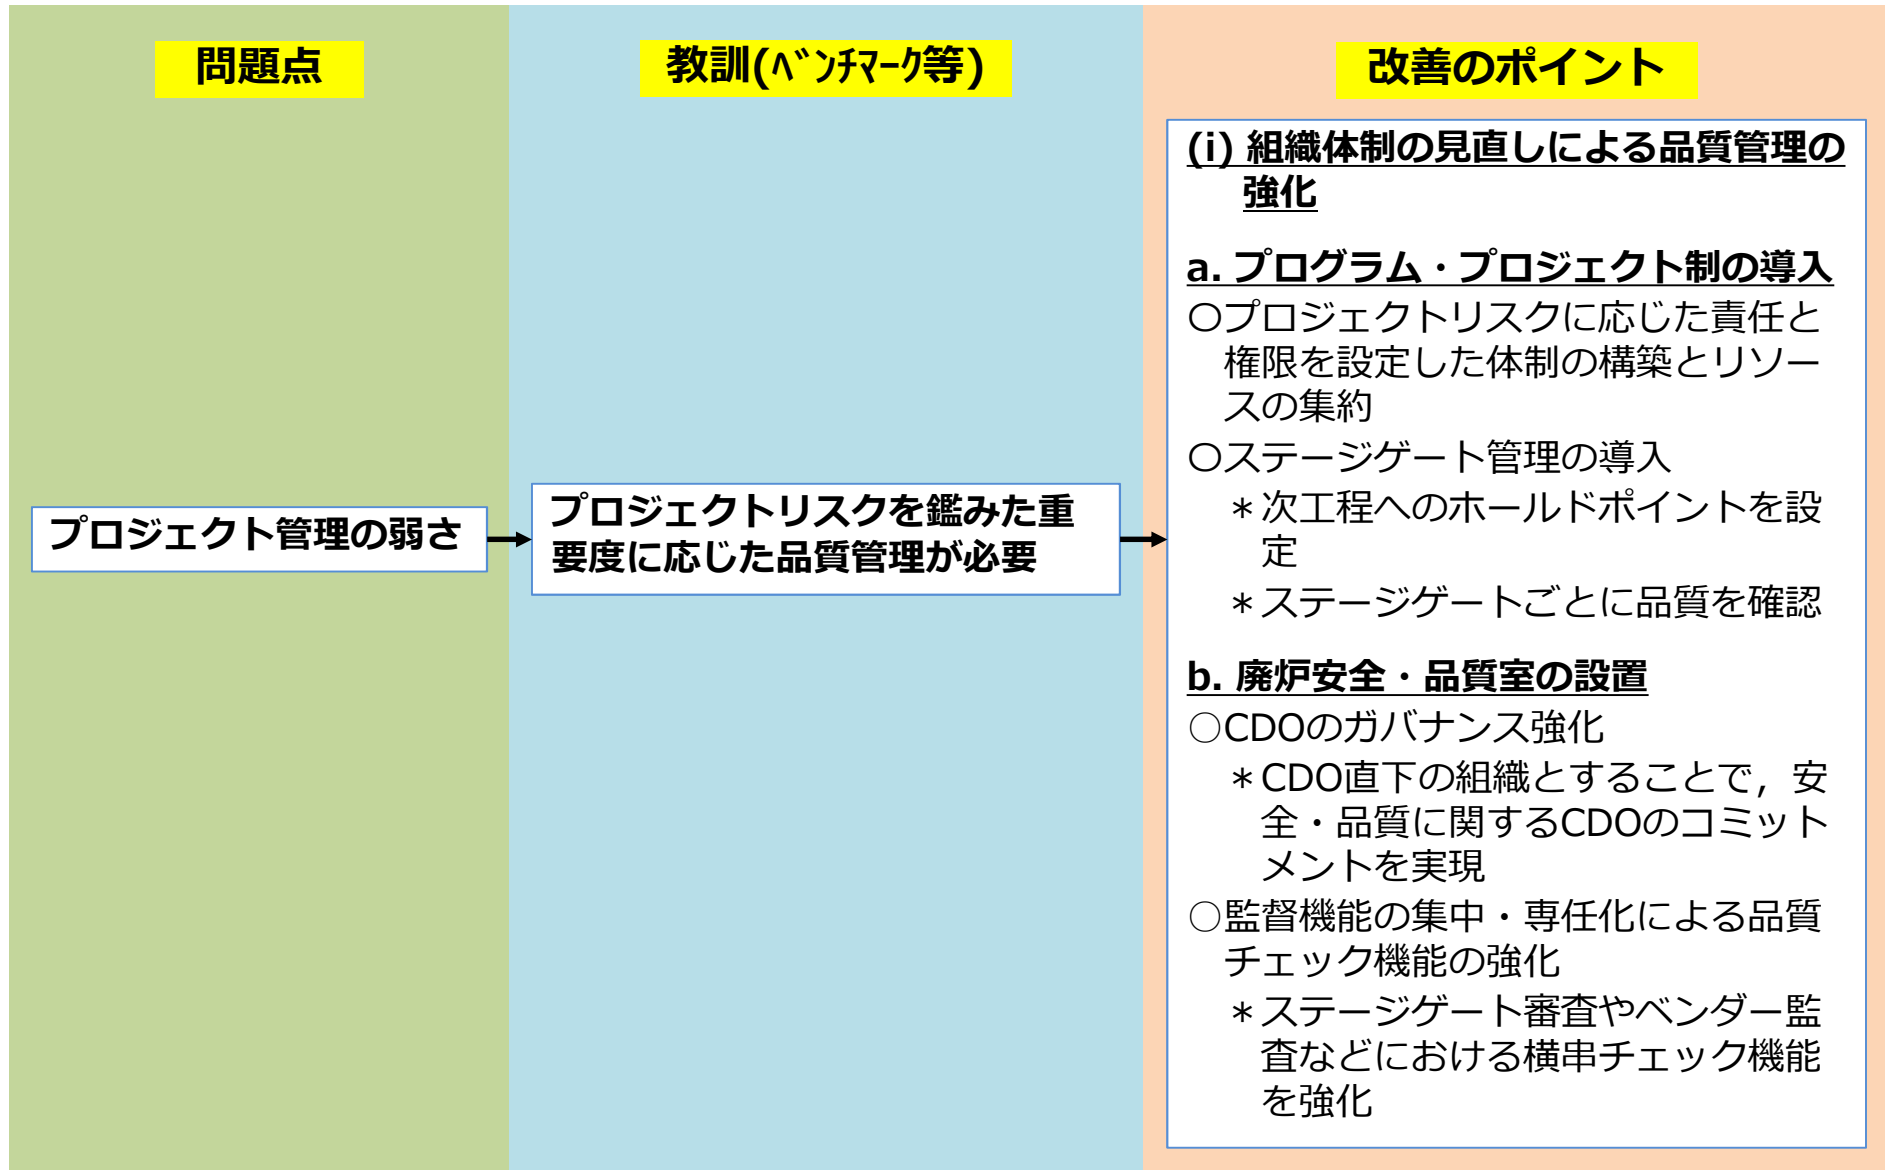 問題点
教訓(ﾍﾞﾝﾁﾏｰｸ等)
改善のポイント
プロジェクト管理の弱さ
プロジェクトリスクを鑑みた重
要度に応じた品質管理が必要
(i) 組織体制の見直しによる品質管理の
強化
a. プログラム・プロジェクト制の導入
〇プロジェクトリスクに応じた責任と
権限を設定した体制の構築とリソー
スの集約
〇ステージゲート管理の導入
＊次工程へのホールドポイントを設
定
＊ステージゲートごとに品質を確認
b. 廃炉安全・品質室の設置
○CDOのガバナンス強化
＊CDO直下の組織とすることで，安
全・品質に関するCDOのコミット
メントを実現
○監督機能の集中・専任化による品質
チェック機能の強化
＊ステージゲート審査やベンダー監
査などにおける横串チェック機能
を強化